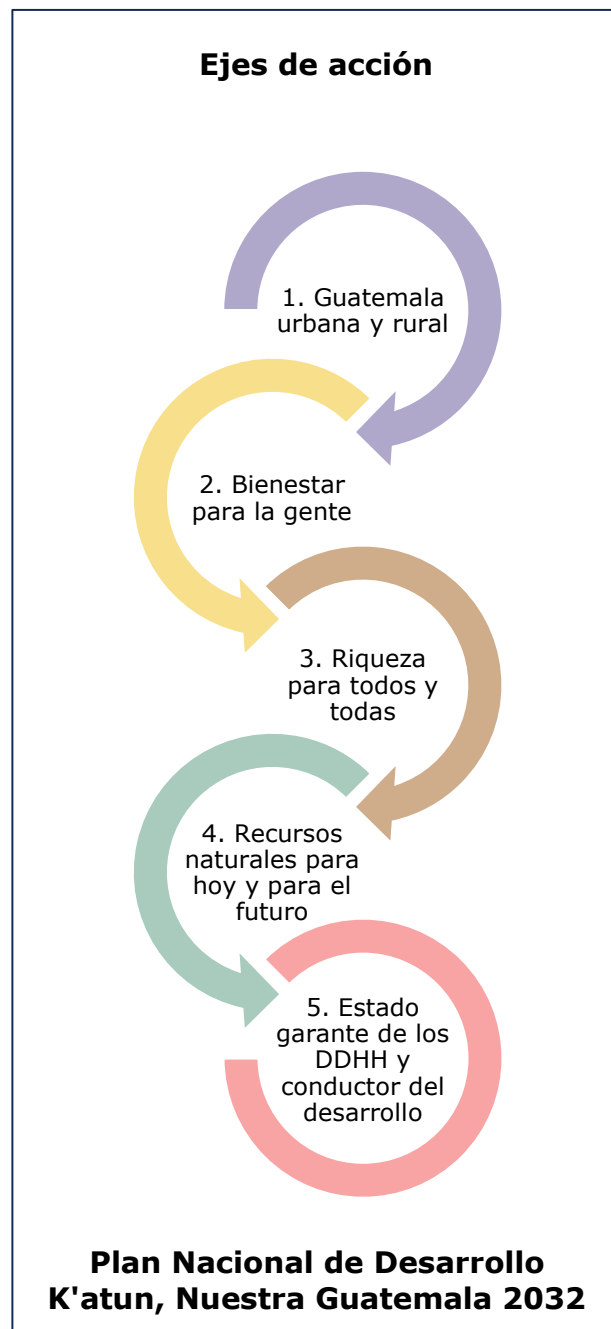 Ejes de acción
1. Guatemala
urbana y rural
2. Bienestar
para la gente
3. Riqueza
para todos y
todas
4. Recursos
naturales para
hoy y para el
futuro
5. Estado
garante de los
DDHH y
conductor del
desarrollo
Plan Nacional de Desarrollo
K'atun, Nuestra Guatemala 2032